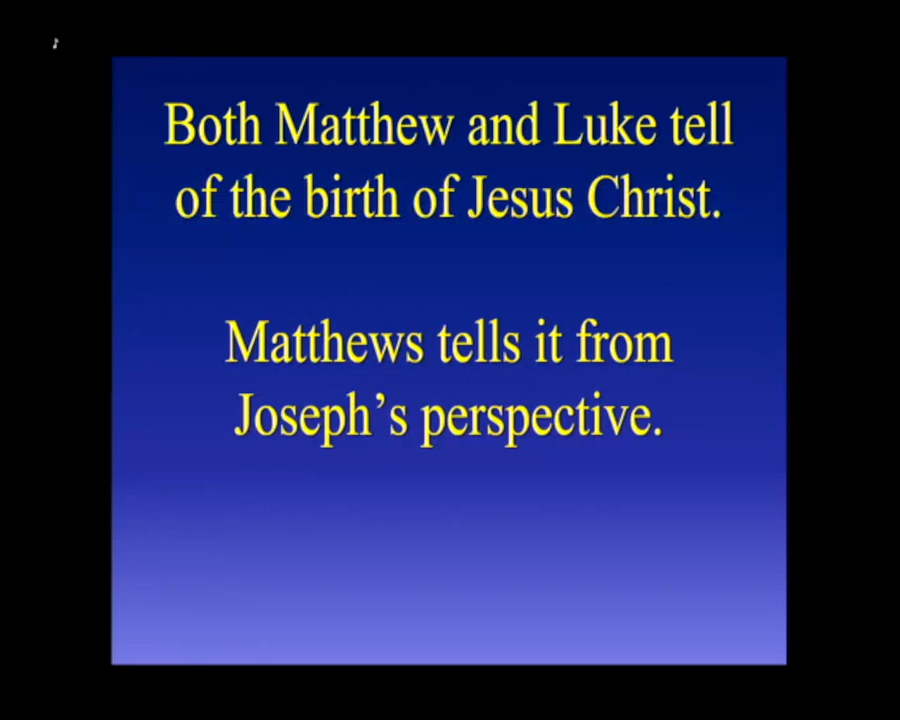 Both Matthew and Luke tell
of the birth of Jesus Christ.
Matthews tells it from
Joseph’s perspective.